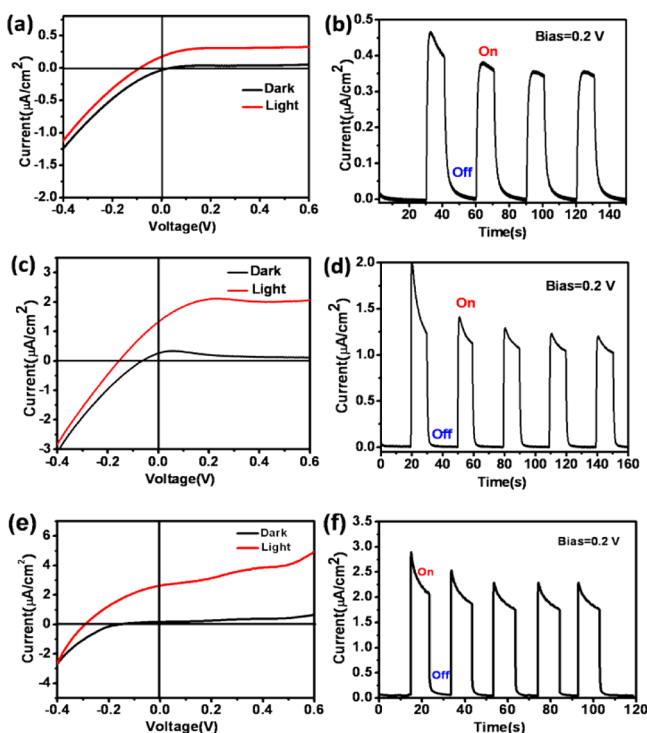 (a)
0.5
0.0
-0.5
-1.0
-1.5
-2.0
Current(μA/cm²)
Dark
Light
-0.4 -0.2 0.0 0.2 0.4 0.6
Voltage(V)
(b)
0.5
0.4
0.3
0.2
0.1
0.0
Current(μA/cm²)
Bias=0.2 V
On
Off
30 60 90 120 150
Time(s)
(c)
3
2
1
0
-1
-2
-3
Current(μA/cm²)
Dark
Light
-0.4 -0.2 0.0 0.2 0.4 0.6
Voltage(V)
(d)
2.0
1.5
1.0
0.5
0.0
Current(μA/cm²)
Bias=0.2 V
On
Off
0 20 40 60 80 100 120 140 160
Time(s)
(e)
6
4
2
0
-2
-4
Current(μA/cm²)
Dark
Light
-0.4 -0.2 0.0 0.2 0.4 0.6
Voltage(V)
(f)
3.5
3.0
2.5
2.0
1.5
1.0
0.5
0.0
Current(μA/cm²)
Bias=0.2 V
On
Off
0 20 40 60 80 100 120
Time(s)